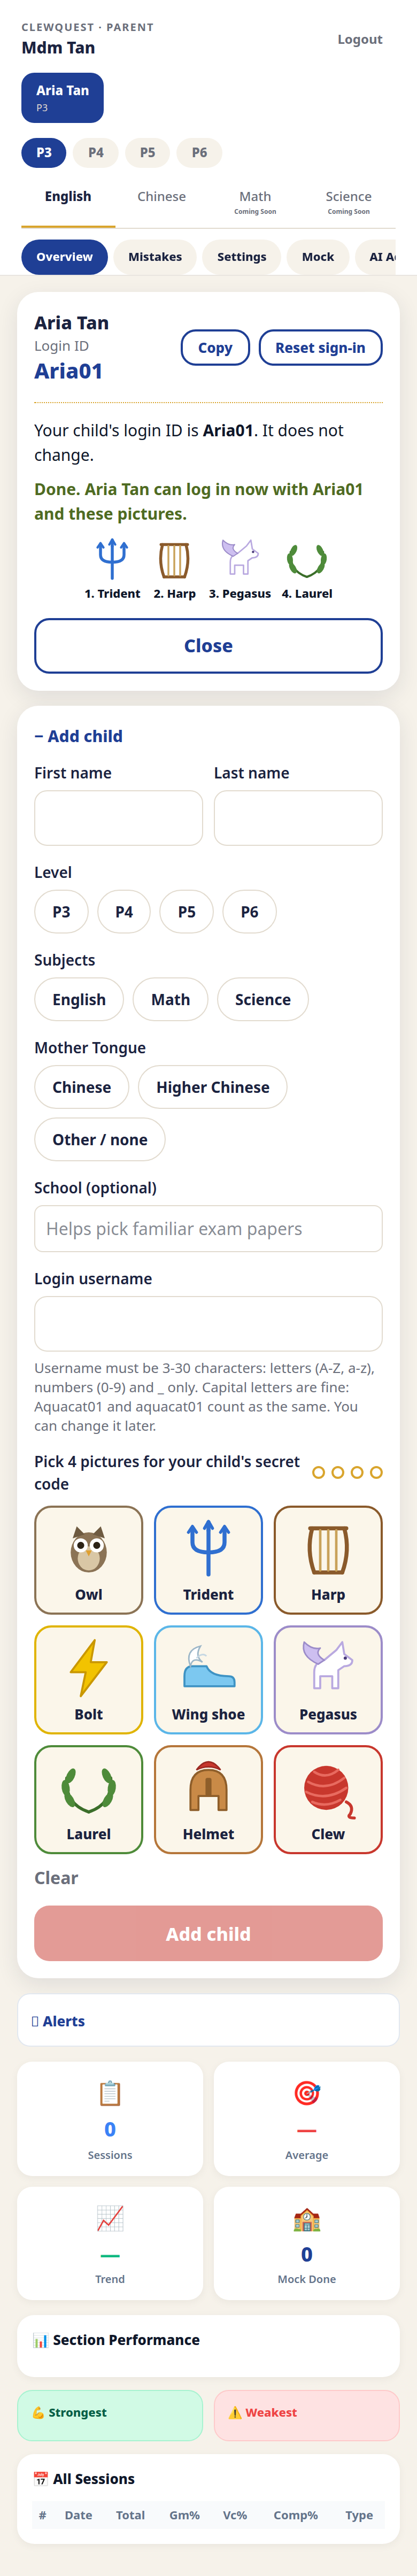 CLEWQUEST · PARENT
Mdm Tan
Logout
Aria Tan
P3
P3 P4 P5 P6
English Chinese Math Science
Coming Soon Coming Soon
Overview Mistakes Settings Mock AI
Aria Tan
Login ID
Aria01
Copy Reset sign-in
Your child's login ID is Aria01. It does not
change.
Done. Aria Tan can log in now with Aria01
and these pictures.
1. Trident 2. Harp 3. Pegasus 4. Laurel
Close
− Add child
First name Last name
Level
P3 P4 P5 P6
Subjects
English Math Science
Mother Tongue
Chinese Higher Chinese
Other / none
School (optional)
Helps pick familiar exam papers
Login username
Username must be 3-30 characters: letters (A-Z, a-z),
numbers (0-9) and _ only. Capital letters are fine:
Aquacat01 and aquacat01 count as the same. You
can change it later.
Pick 4 pictures for your child's secret
code
Owl Trident Harp
Bolt Wing shoe Pegasus
Laurel Helmet Clew
Clear
Add child
Alerts
0 —
Sessions Average
— 0
Trend Mock Done
Section Performance
Strongest Weakest
All Sessions
# Date Total Gm% Vc% Comp% Type